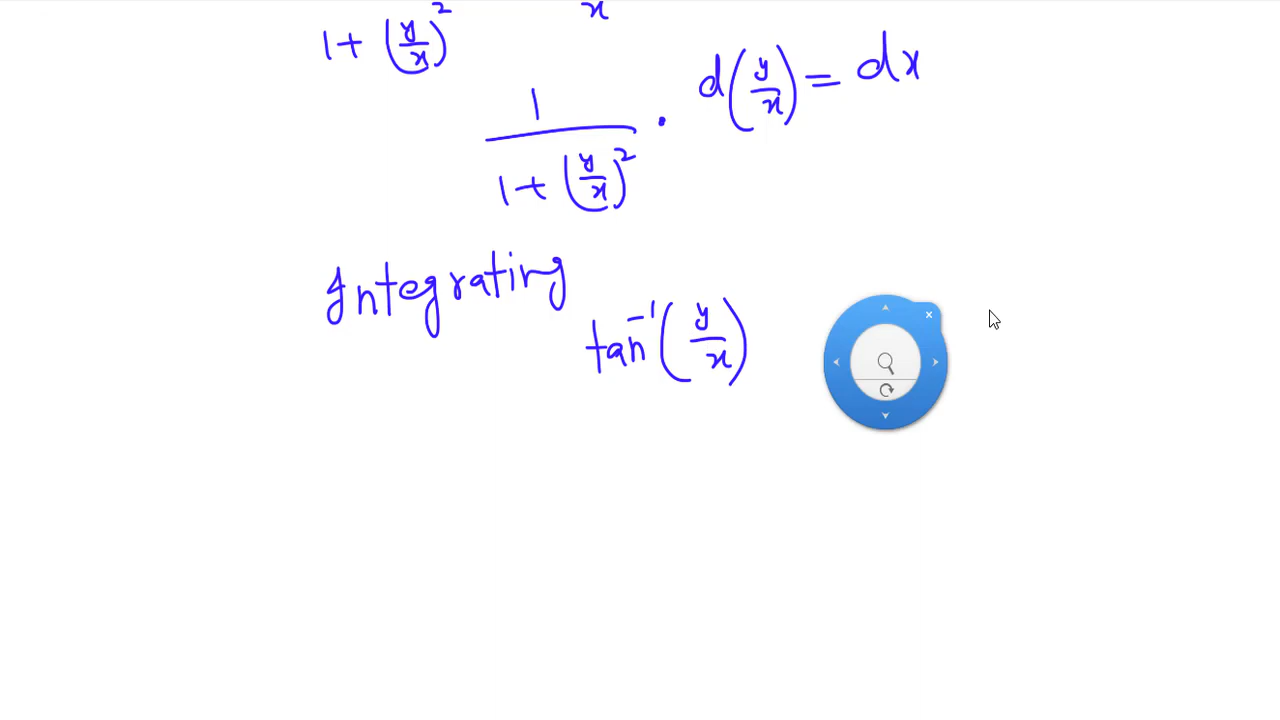 1 + (y/x)^2 x
1/(1 + (y/x)^2) . d(y/x) = dx
Integrating
tan^-1 (y/x)